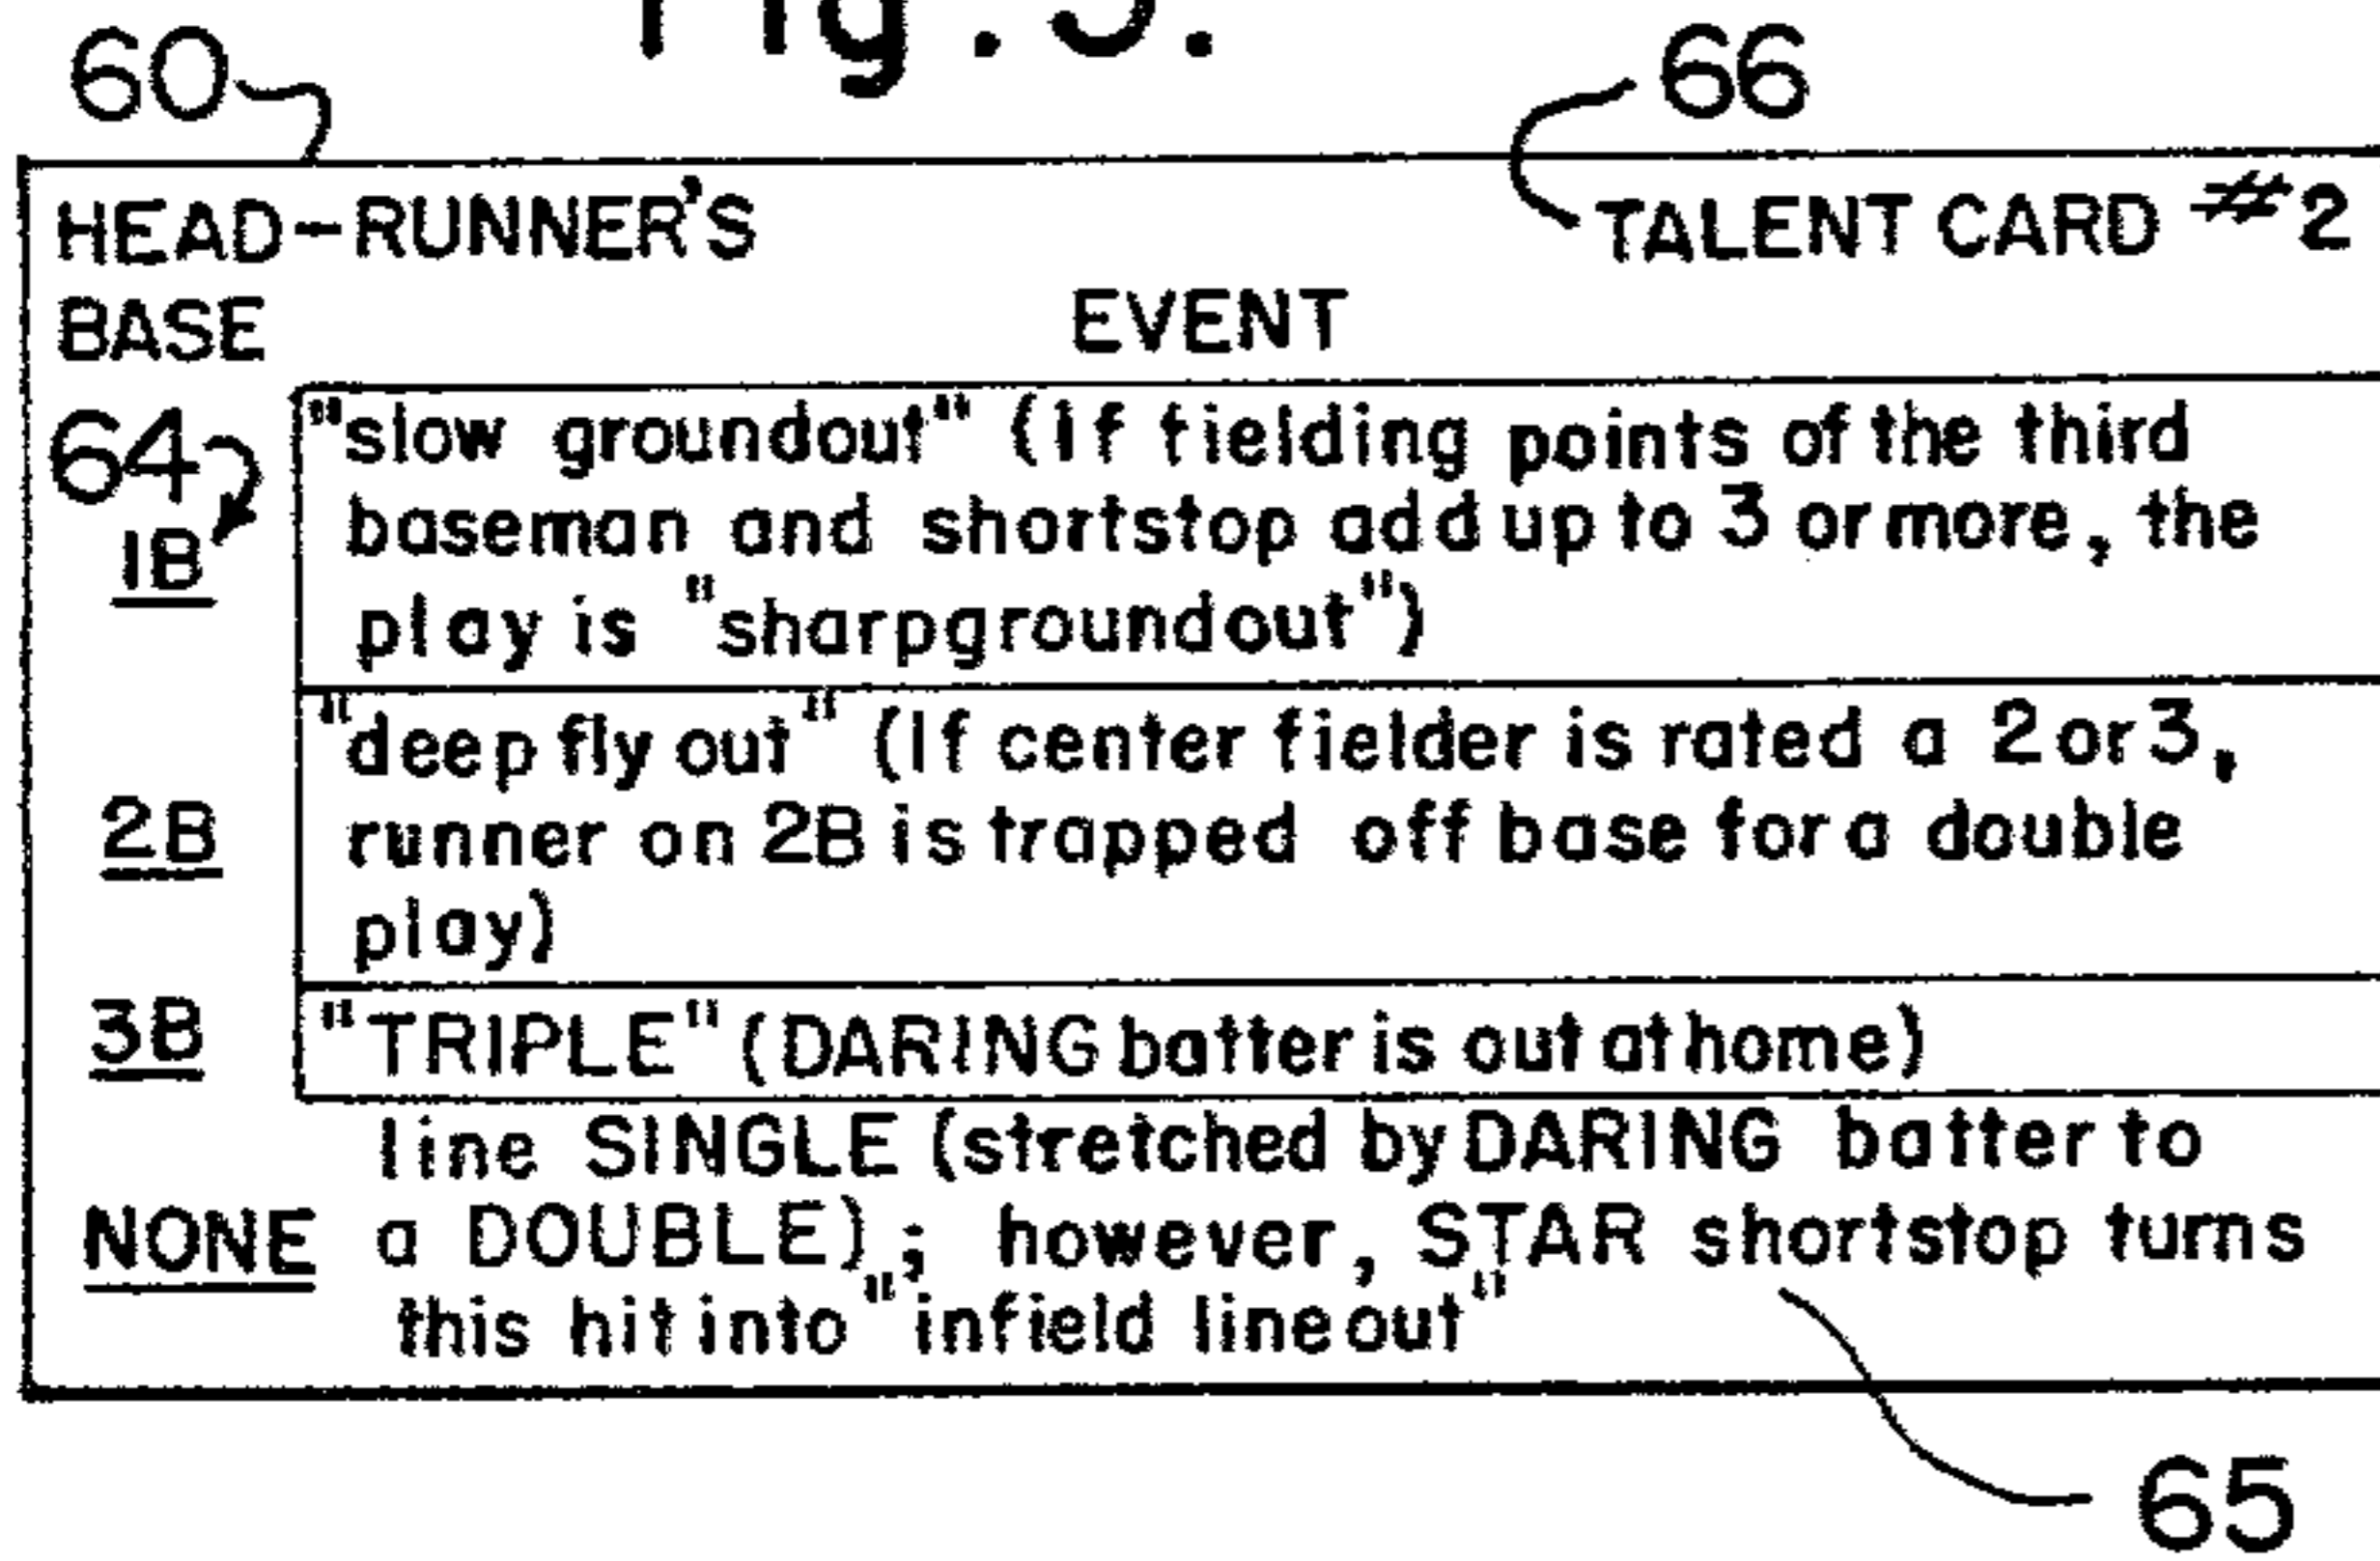 Fig. 5.
60
66
HEAD-RUNNER'S TALENT CARD #2
BASE EVENT
64
1B
"slow groundout" (If fielding points of the third
baseman and shortstop add up to 3 or more, the
play is "sharpgroundout")
2B
"deep fly out" (If center fielder is rated a 2 or 3,
runner on 2B is trapped off base for a double
play)
3B "TRIPLE" (DARING batter is out at home)
line SINGLE (stretched by DARING batter to
NONE a DOUBLE); however, STAR shortstop turns
this hit into "infield lineout"
65